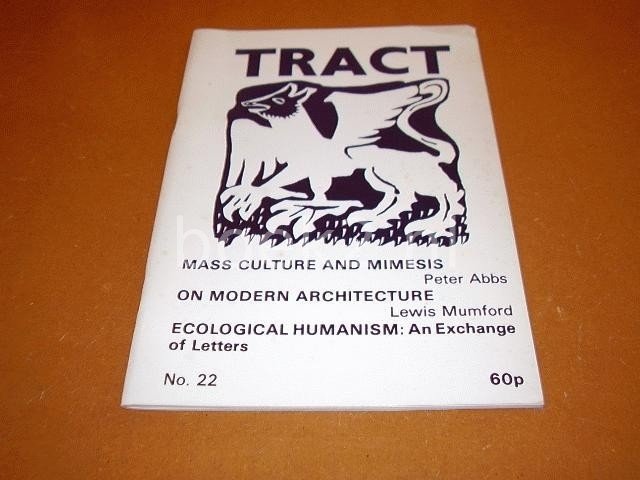 TRACT
MASS CULTURE AND MIMESIS
Peter Abbs
ON MODERN ARCHITECTURE
Lewis Mumford
ECOLOGICAL HUMANISM: An Exchange
of Letters
No. 22
60p